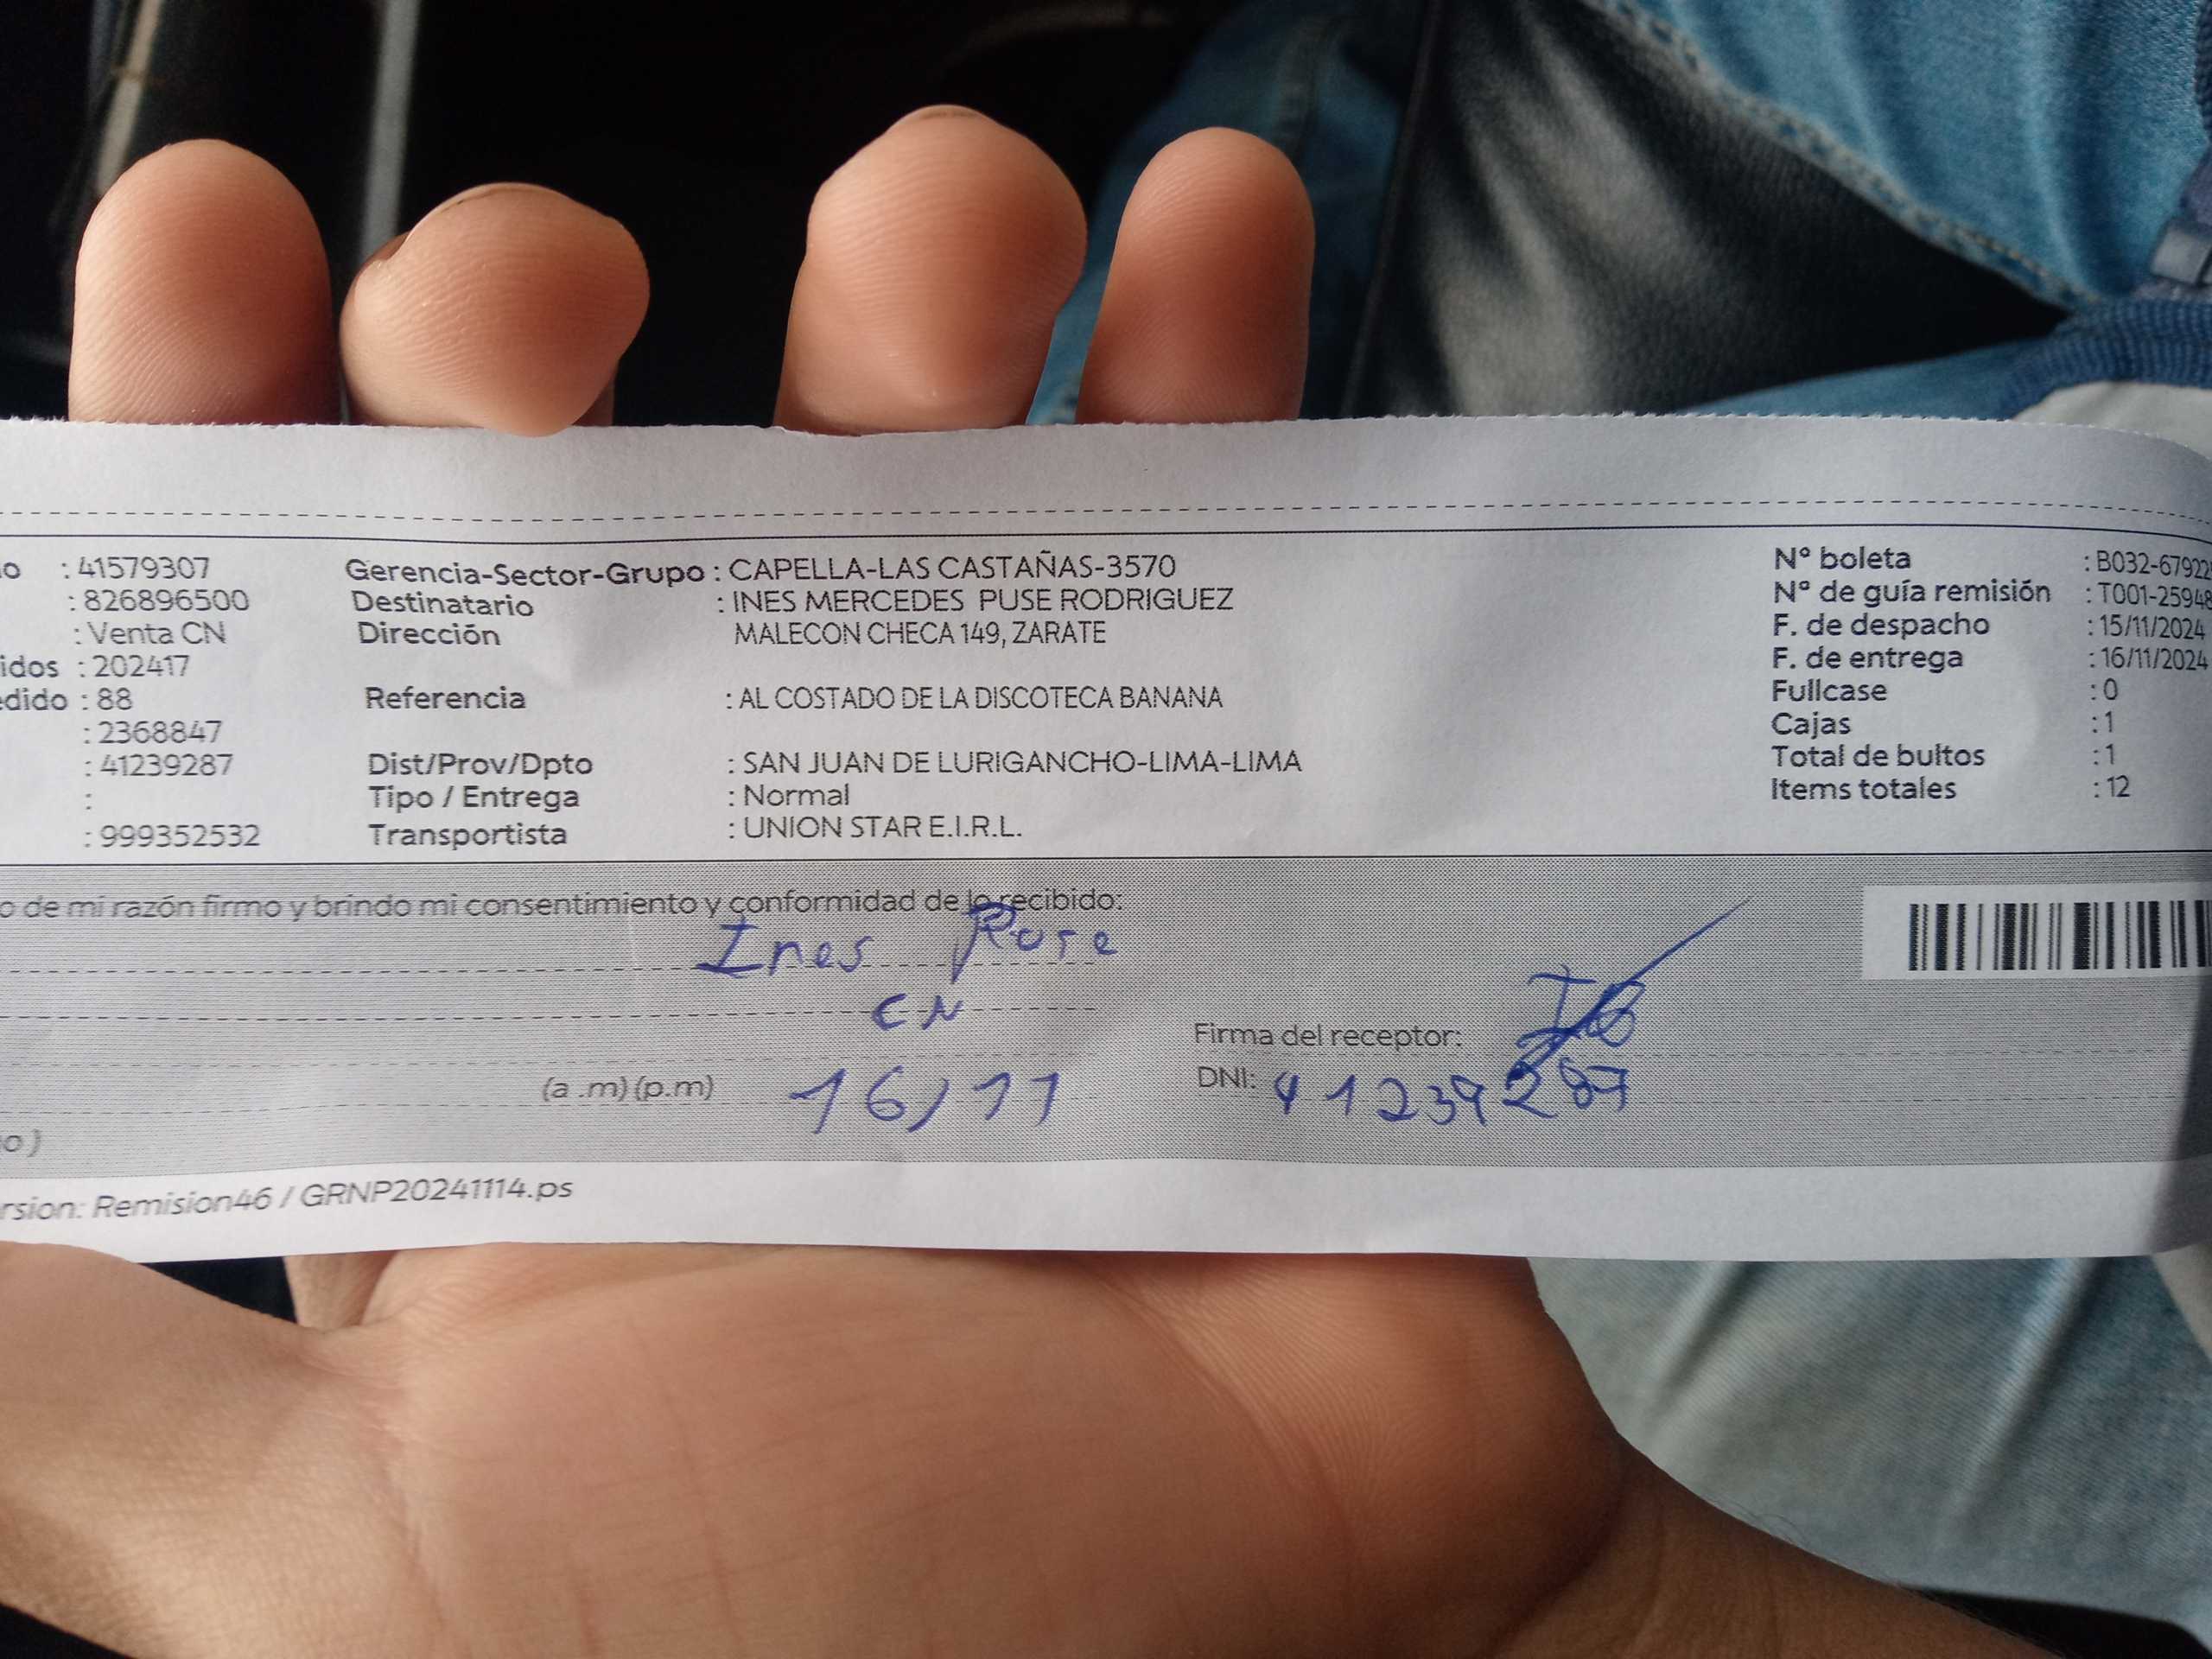 o : 41579307 Gerencia-Sector-Grupo : CAPELLA-LAS CASTAÑAS-3570 N° boleta : B032-67922
: 826896500 Destinatario : INES MERCEDES PUSE RODRIGUEZ N° de guía remisión : T001-25948
: Venta CN Dirección MALECON CHECA 149, ZARATE F. de despacho : 15/11/2024
idos : 202417 F. de entrega : 16/11/2024
edido : 88 Referencia : AL COSTADO DE LA DISCOTECA BANANA Fullcase : 0
: 2368847 Cajas : 1
: 41239287 Dist/Prov/Dpto : SAN JUAN DE LURIGANCHO-LIMA-LIMA Total de bultos : 1
: Tipo / Entrega : Normal Items totales : 12
: 999352532 Transportista : UNION STAR E.I.R.L.
o de mi razón firmo y brindo mi consentimiento y conformidad de lo recibido:
Ines Puse
CN
Firma del receptor:
(a .m) (p.m) 16/11 DNI: 41239287
o )
rsion: Remision46 / GRNP20241114.ps